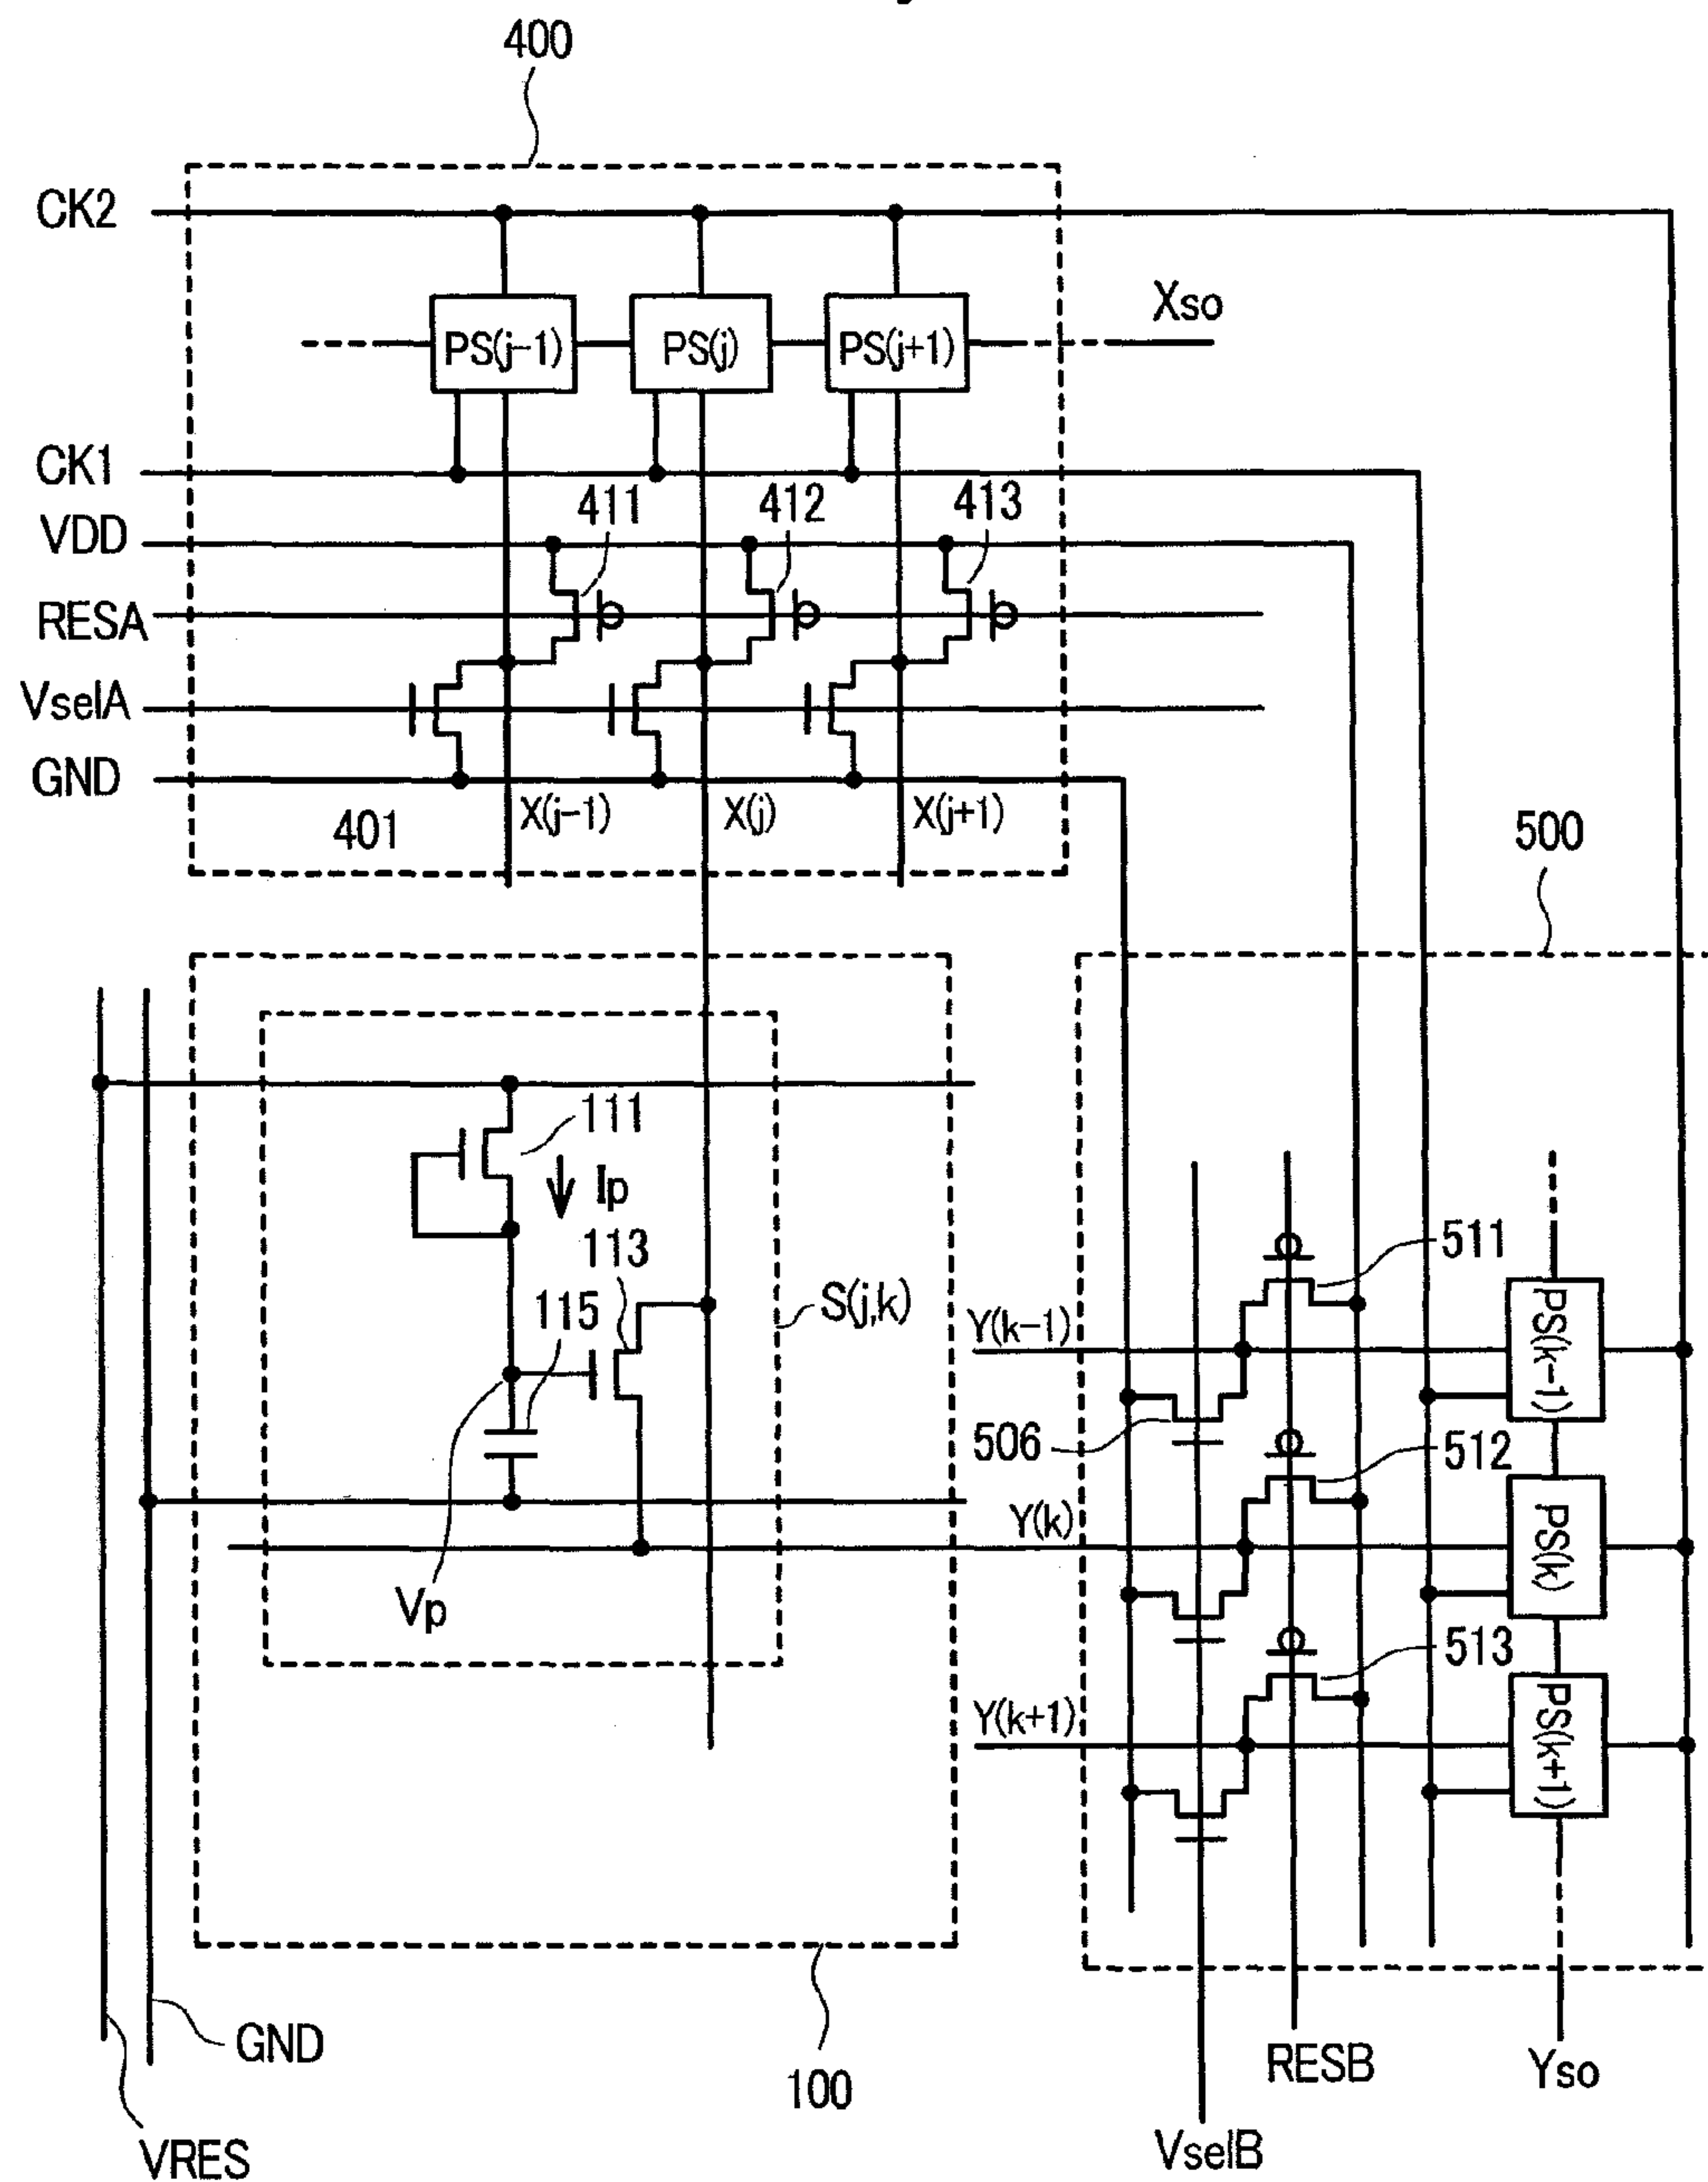 400
CK2
Xso
PS(j-1)
PS(j)
PS(j+1)
CK1
411
412
413
VDD
RESA
VselA
GND
401
X(j-1)
X(j)
X(j+1)
500
111
Ip
113
115
S(j,k)
Y(k-1)
511
PS(k-1)
506
512
Y(k)
PS(k)
Vp
513
Y(k+1)
PS(k+1)
GND
100
RESB
Yso
VRES
VselB